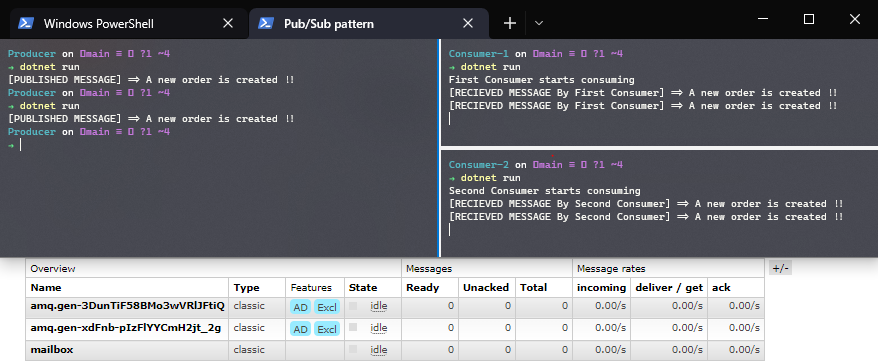 Windows PowerShell
Pub/Sub pattern
Producer on main ≡ ?1 ~4
→ dotnet run
[PUBLISHED MESSAGE] => A new order is created !!
Producer on main ≡ ?1 ~4
→ dotnet run
[PUBLISHED MESSAGE] => A new order is created !!
Producer on main ≡ ?1 ~4
→
Consumer-1 on main ≡ ?1 ~4
→ dotnet run
First Consumer starts consuming
[RECIEVED MESSAGE By First Consumer] => A new order is created !!
[RECIEVED MESSAGE By First Consumer] => A new order is created !!
Consumer-2 on main ≡ ?1 ~4
→ dotnet run
Second Consumer starts consuming
[RECIEVED MESSAGE By Second Consumer] => A new order is created !!
[RECIEVED MESSAGE By Second Consumer] => A new order is created !!
Overview Messages Message rates +/-
Name Type Features State Ready Unacked Total incoming deliver / get ack
amq.gen-3DunTiF58BMo3wVRlJFtiQ classic AD Excl idle 0 0 0 0.00/s 0.00/s 0.00/s
amq.gen-xdFnb-pIzFlYYCmH2jt_2g classic AD Excl idle 0 0 0 0.00/s 0.00/s 0.00/s
mailbox classic idle 0 0 0 0.00/s 0.00/s 0.00/s